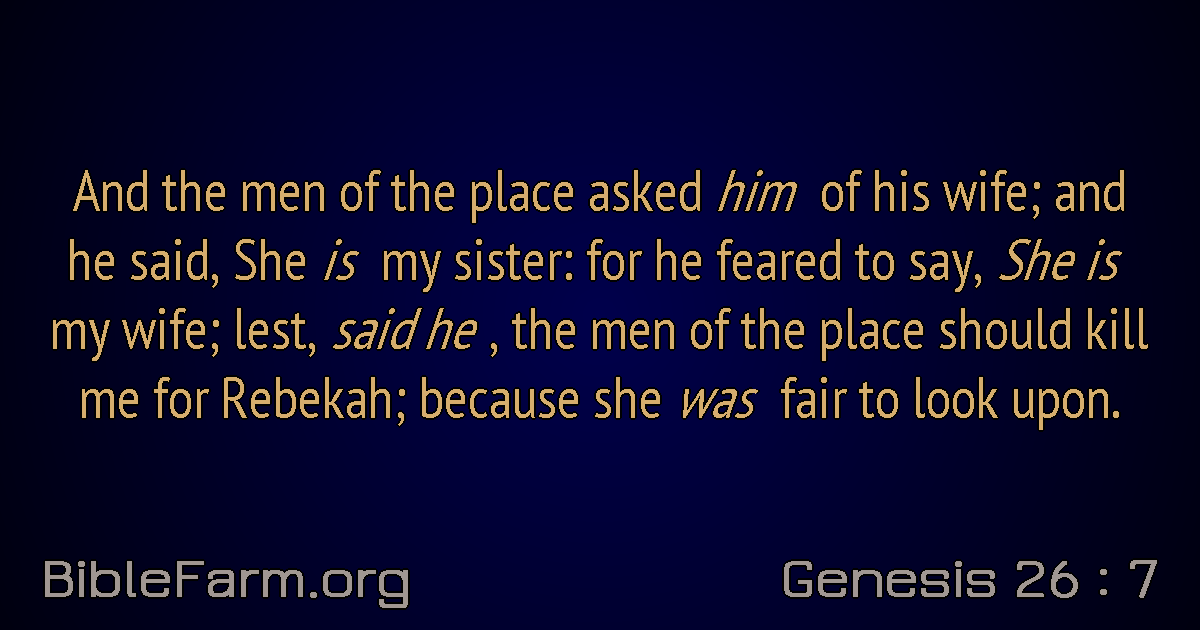 And the men of the place asked him of his wife; and
he said, She is my sister: for he feared to say, She is
my wife; lest, said he , the men of the place should kill
me for Rebekah; because she was fair to look upon.
BibleFarm.org
Genesis 26 : 7